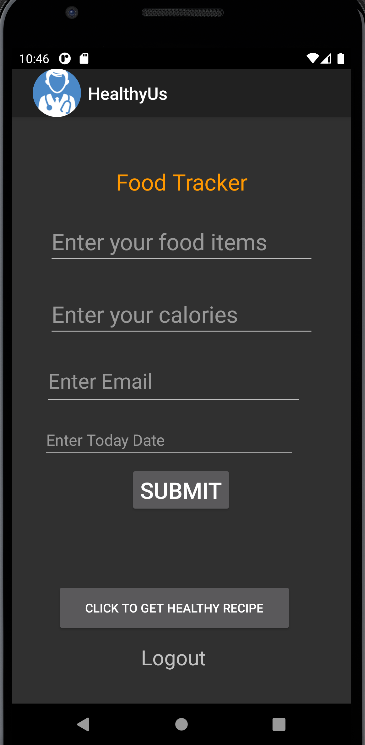 10:46
HealthyUs
Food Tracker
Enter your food items
Enter your calories
Enter Email
Enter Today Date
SUBMIT
CLICK TO GET HEALTHY RECIPE
Logout